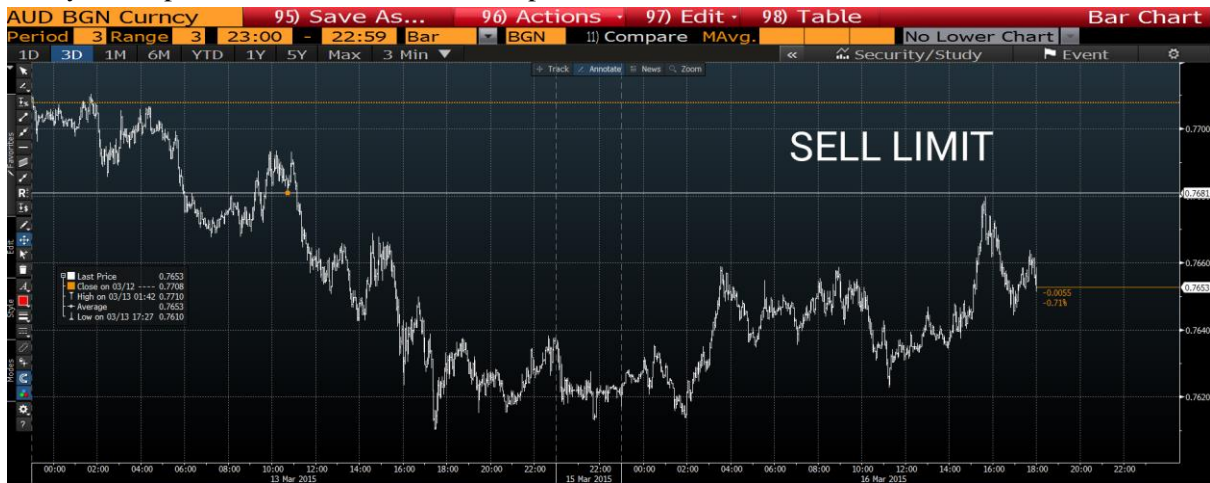 AUD BGN Curncy 95) Save As... 96) Actions 97) Edit 98) Table Bar Chart
Period 3 Range 3 23:00 - 22:59 Bar BGN 11) Compare MAvg. No Lower Chart
1D 3D 1M 6M YTD 1Y 5Y Max 3 Min ▼ « Security/Study Event
Track Annotate News Zoom
Favorites
Edit
Style
Modes
SELL LIMIT
0.7700
0.7681
0.7660
0.7653
0.7640
0.7620
Last Price 0.7653
Close on 03/12 ---- 0.7708
High on 03/13 01:42 0.7710
Average 0.7653
Low on 03/13 17:27 0.7610
-0.0055
-0.71%
00:00 02:00 04:00 06:00 08:00 10:00 12:00 14:00 16:00 18:00 20:00 22:00 22:00 00:00 02:00 04:00 06:00 08:00 10:00 12:00 14:00 16:00 18:00 20:00 22:00
13 Mar 2015 15 Mar 2015 16 Mar 2015